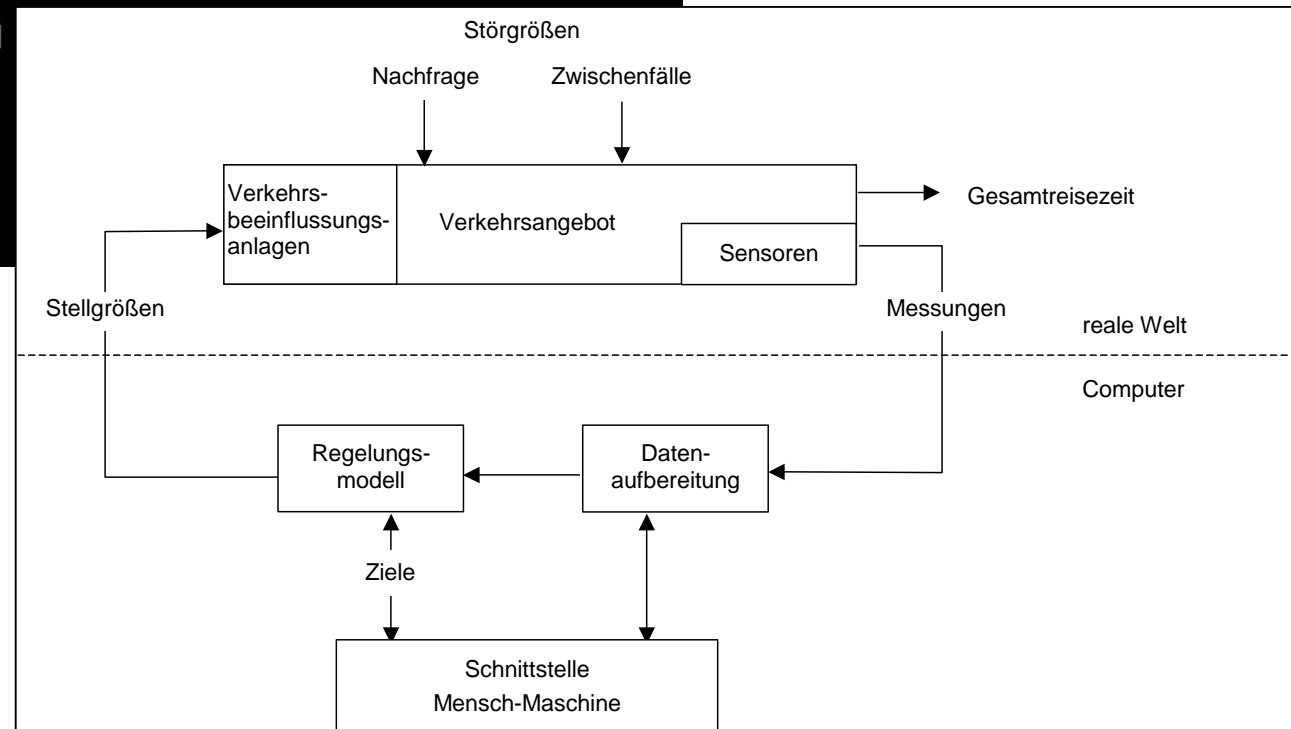 Störgrößen
Nachfrage
Zwischenfälle
Verkehrs-
beeinflussungs-
anlagen
Verkehrsangebot
Sensoren
Gesamtreisezeit
Stellgrößen
Messungen
reale Welt
Computer
Regelungs-
modell
Daten-
aufbereitung
Ziele
Schnittstelle
Mensch-Maschine